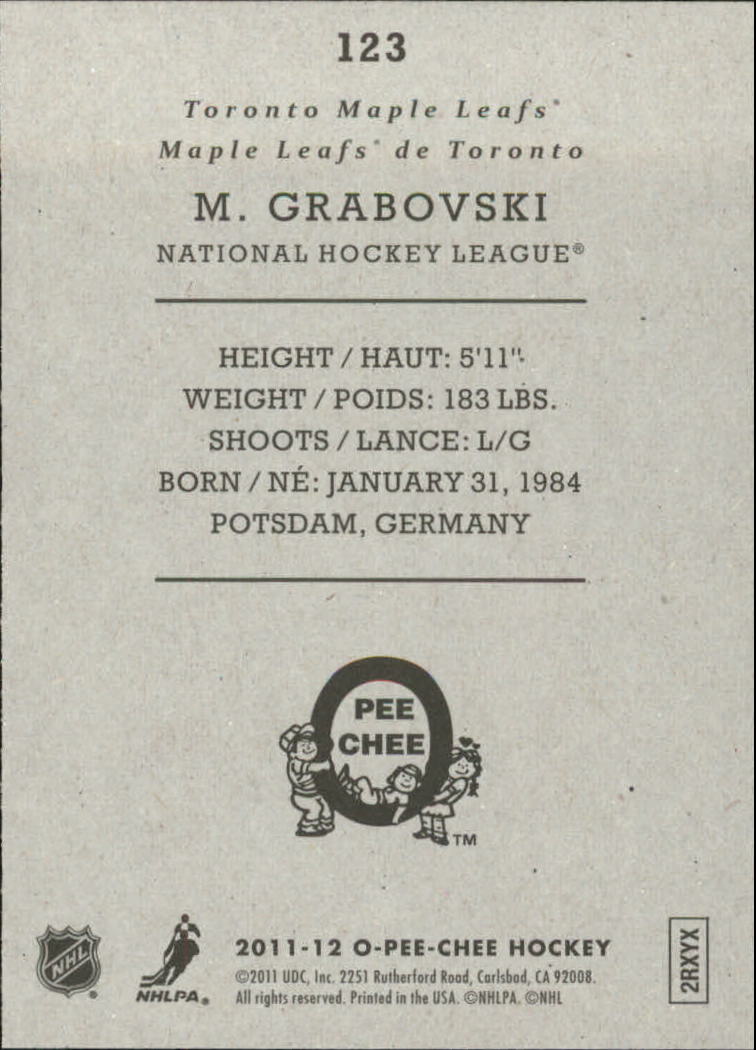 123
Toronto Maple Leafs®
Maple Leafs® de Toronto
M. GRABOVSKI
NATIONAL HOCKEY LEAGUE®
HEIGHT / HAUT: 5'11"
WEIGHT / POIDS: 183 LBS.
SHOOTS / LANCE: L/G
BORN / NÉ: JANUARY 31, 1984
POTSDAM, GERMANY
O
PEE
CHEE
TM
NHL
®
NHLPA®
2011-12 O-PEE-CHEE HOCKEY
©2011 UDC, Inc. 2251 Rutherford Road, Carlsbad, CA 92008.
All rights reserved. Printed in the USA. ©NHLPA. ©NHL
2RXYX